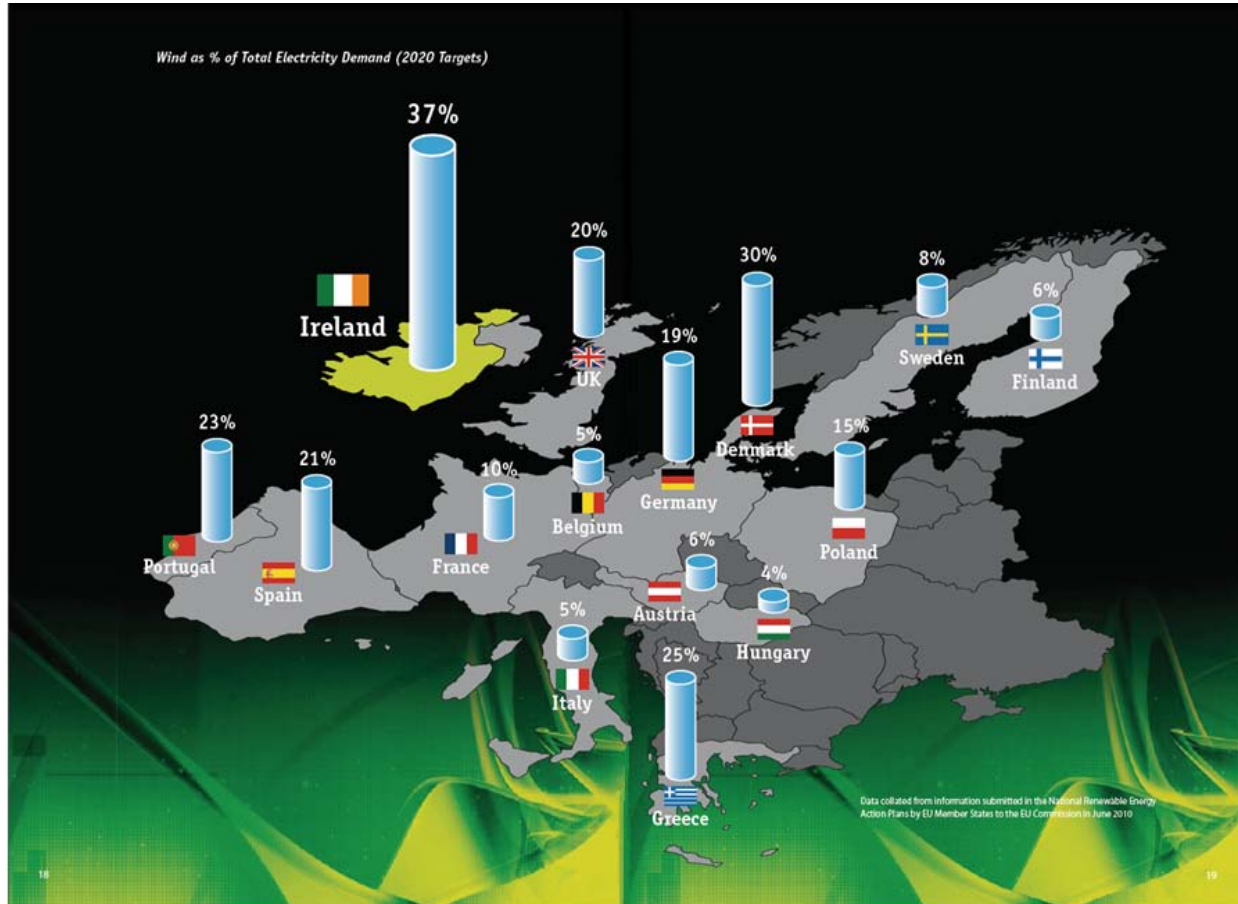 Wind as % of Total Electricity Demand (2020 Targets)
37%
Ireland
20%
UK
30%
Denmark
8%
Sweden
6%
Finland
19%
Germany
23%
Portugal
21%
Spain
10%
France
5%
Belgium
15%
Poland
6%
Austria
4%
Hungary
5%
Italy
25%
Greece
Data collated from information submitted in the National Renewable Energy
Action Plans by EU Member States to the EU Commission in June 2010
18
19